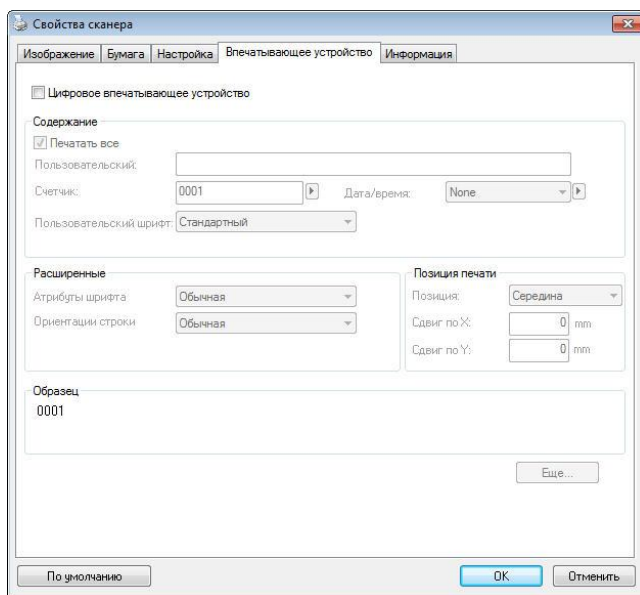 Свойства сканера
Изображение Бумага Настройка Впечатывающее устройство Информация
Цифровое впечатывающее устройство
Содержание
Печатать все
Пользовательский:
Счетчик: 0001 Дата/время: None
Пользовательский шрифт: Стандартный
Расширенные Позиция печати
Атрибуты шрифта Обычная Позиция: Середина
Ориентации строки Обычная Сдвиг по X: 0 mm
Сдвиг по Y: 0 mm
Образец
0001
Еще...
По умолчанию OK Отменить